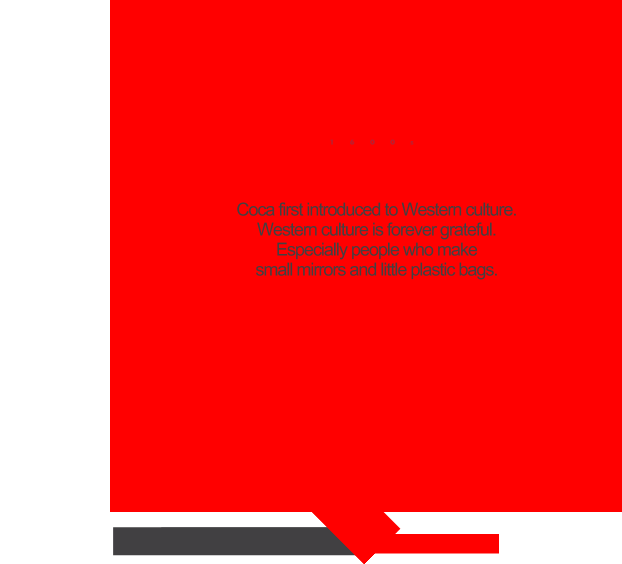 Coca first introduced to Western culture.
Western culture is forever grateful.
Especially people who make
small mirrors and little plastic bags.